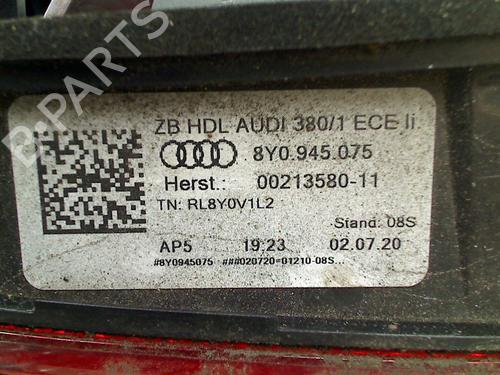 B-PARTS
ZB HDL AUDI 380/1 ECE li.
8Y0.945.075
Herst.: 00213580-11
TN: RL8Y0V1L2
Stand: 08S
AP5 19:23 02.07.20
#8Y0945075 ###020720=01210-08S...